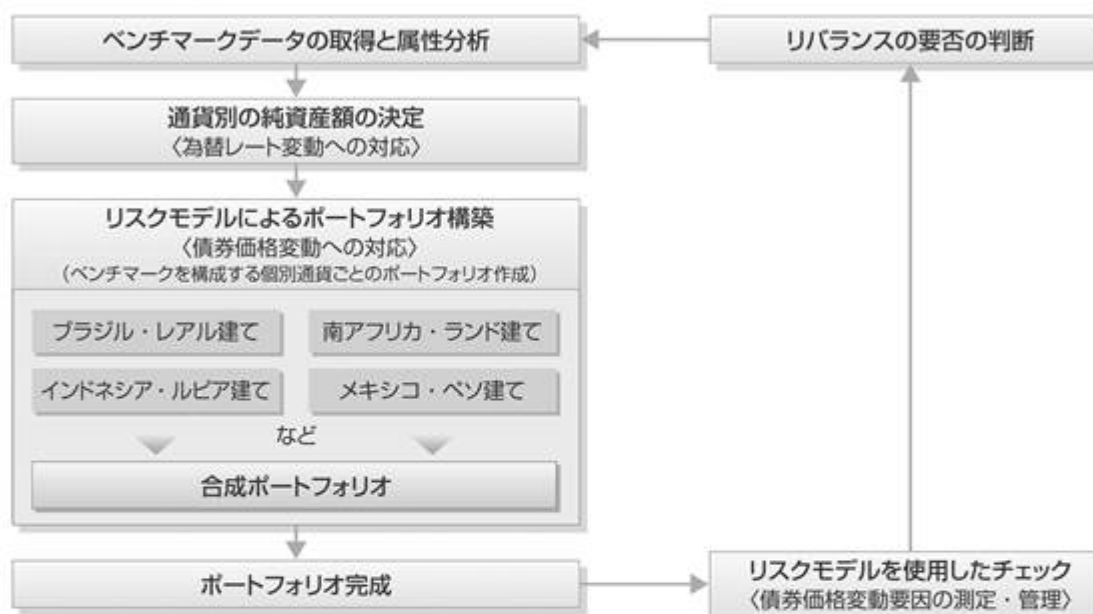 ベンチマークデータの取得と属性分析
リバランスの要否の判断
通貨別の純資産額の決定
〈為替レート変動への対応〉
リスクモデルによるポートフォリオ構築
〈債券価格変動への対応〉
（ベンチマークを構成する個別通貨ごとのポートフォリオ作成）
ブラジル・レアル建て
南アフリカ・ランド建て
インドネシア・ルピア建て
メキシコ・ペソ建て
など
合成ポートフォリオ
ポートフォリオ完成
リスクモデルを使用したチェック
〈債券価格変動要因の測定・管理〉